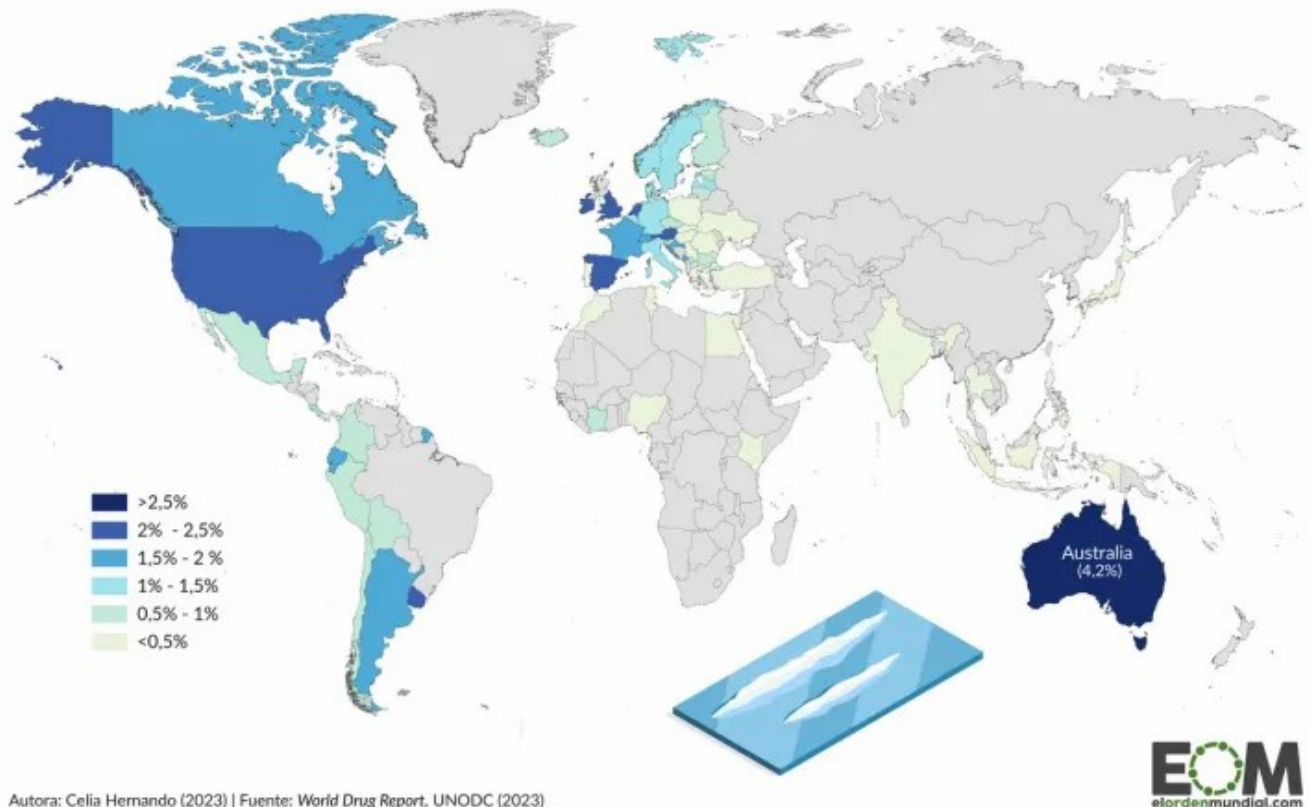 >2,5%
2% - 2,5%
1,5% - 2 %
1% - 1,5%
0,5% - 1%
<0,5%
Australia
(4,2%)
Autora: Celia Hernando (2023) | Fuente: World Drug Report, UNODC (2023)
EOM
elordenmundial.com